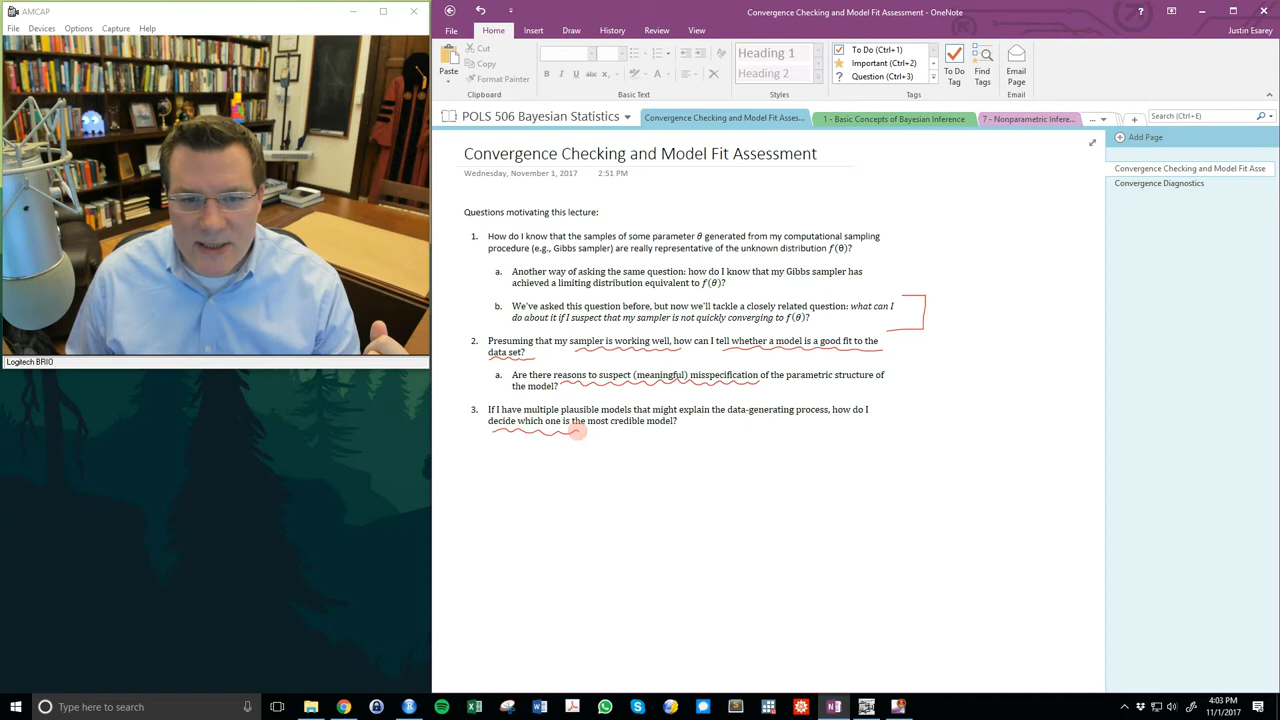 AMCAP
File Devices Options Capture Help
Logitech BRIO
Convergence Checking and Model Fit Assessment - OneNote
Justin Esarey
File Home Insert Draw History Review View
Paste
Cut
Copy
Format Painter
Clipboard
B I U abc
Basic Text
Heading 1
Heading 2
Styles
To Do (Ctrl+1)
Important (Ctrl+2)
Question (Ctrl+3)
Tags
To Do Tag
Find Tags
Email Page
Email
POLS 506 Bayesian Statistics
Convergence Checking and Model Fit Asses...
1 - Basic Concepts of Bayesian Inference
7 - Nonparametric Infere...
Search (Ctrl+E)
Add Page
Convergence Checking and Model Fit Asse
Convergence Diagnostics
Convergence Checking and Model Fit Assessment
Wednesday, November 1, 2017 2:51 PM
Questions motivating this lecture:
1. How do I know that the samples of some parameter θ generated from my computational sampling
procedure (e.g., Gibbs sampler) are really representative of the unknown distribution f(θ)?
a. Another way of asking the same question: how do I know that my Gibbs sampler has
achieved a limiting distribution equivalent to f(θ)?
b. We've asked this question before, but now we'll tackle a closely related question: what can I
do about it if I suspect that my sampler is not quickly converging to f(θ)?
2. Presuming that my sampler is working well, how can I tell whether a model is a good fit to the
data set?
a. Are there reasons to suspect (meaningful) misspecification of the parametric structure of
the model?
3. If I have multiple plausible models that might explain the data-generating process, how do I
decide which one is the most credible model?
Type here to search
4:03 PM
11/1/2017